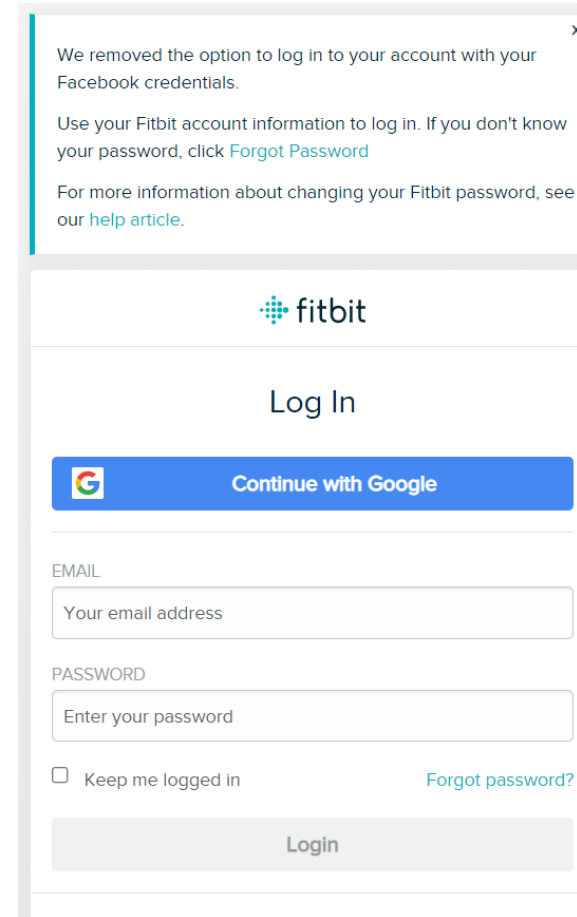 We removed the option to log in to your account with your
Facebook credentials.
Use your Fitbit account information to log in. If you don't know
your password, click Forgot Password
For more information about changing your Fitbit password, see
our help article.
fitbit
Log In
Continue with Google
EMAIL
Your email address
PASSWORD
Enter your password
Keep me logged in Forgot password?
Login